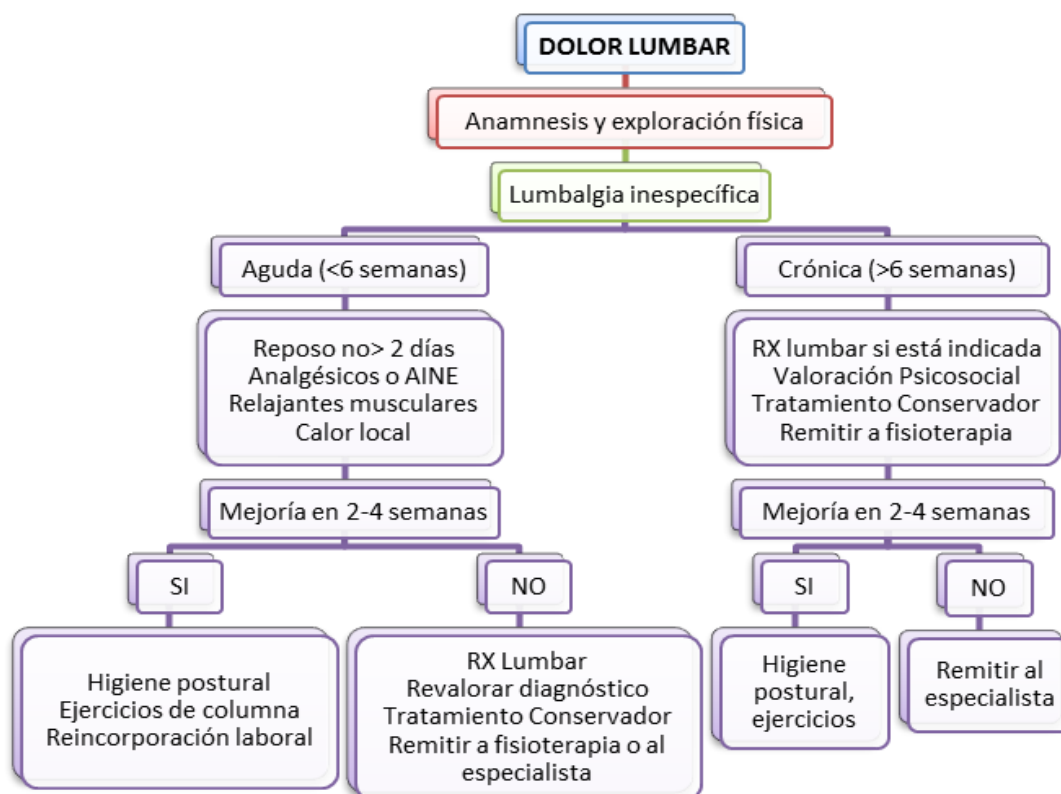 DOLOR LUMBAR
Anamnesis y exploración física
Lumbalgia inespecífica
Aguda (<6 semanas)
Reposo no> 2 días
Analgésicos o AINE
Relajantes musculares
Calor local
Mejoría en 2-4 semanas
SI
Higiene postural
Ejercicios de columna
Reincorporación laboral
NO
RX Lumbar
Revalorar diagnóstico
Tratamiento Conservador
Remitir a fisioterapia o al
especialista
Crónica (>6 semanas)
RX lumbar si está indicada
Valoración Psicosocial
Tratamiento Conservador
Remitir a fisioterapia
Mejoría en 2-4 semanas
SI
Higiene
postural,
ejercicios
NO
Remitir al
especialista